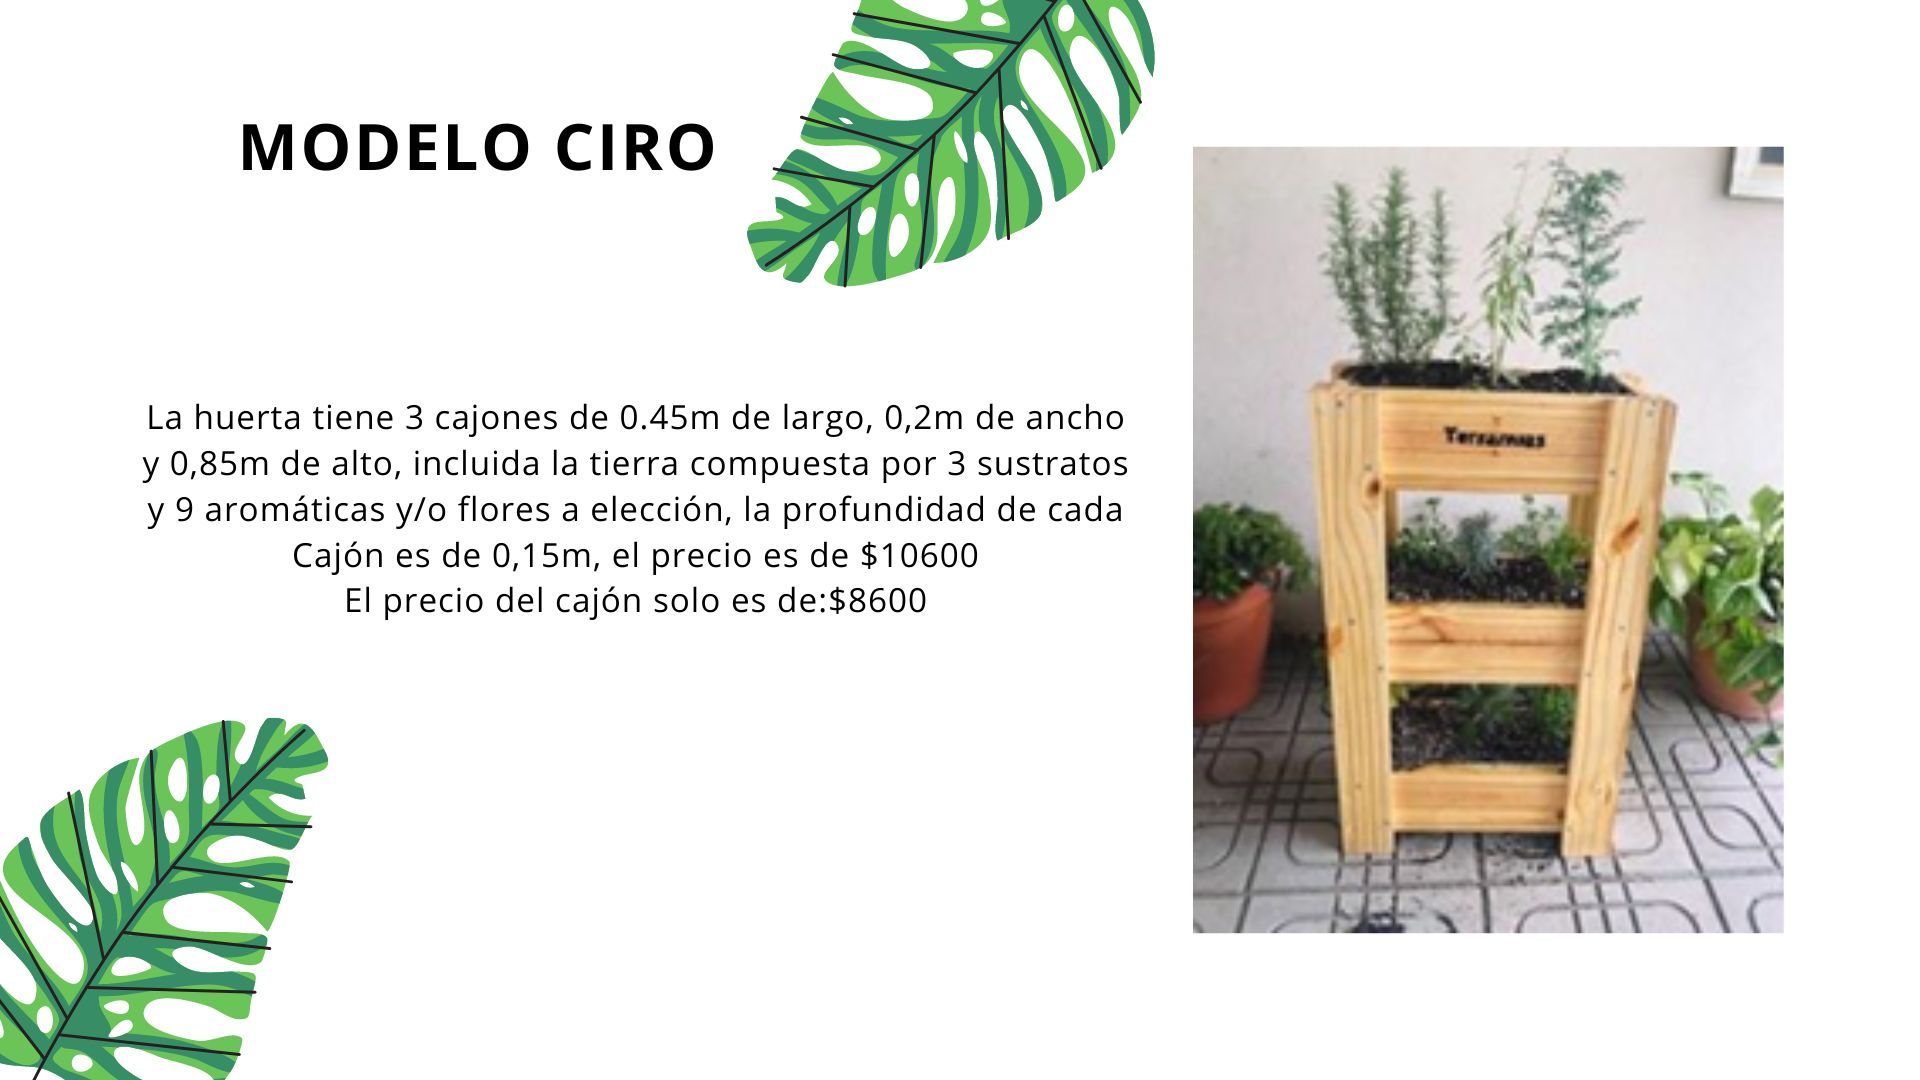 MODELO CIRO
La huerta tiene 3 cajones de 0.45m de largo, 0,2m de ancho
y 0,85m de alto, incluida la tierra compuesta por 3 sustratos
y 9 aromáticas y/o flores a elección, la profundidad de cada
Cajón es de 0,15m, el precio es de $10600
El precio del cajón solo es de:$8600